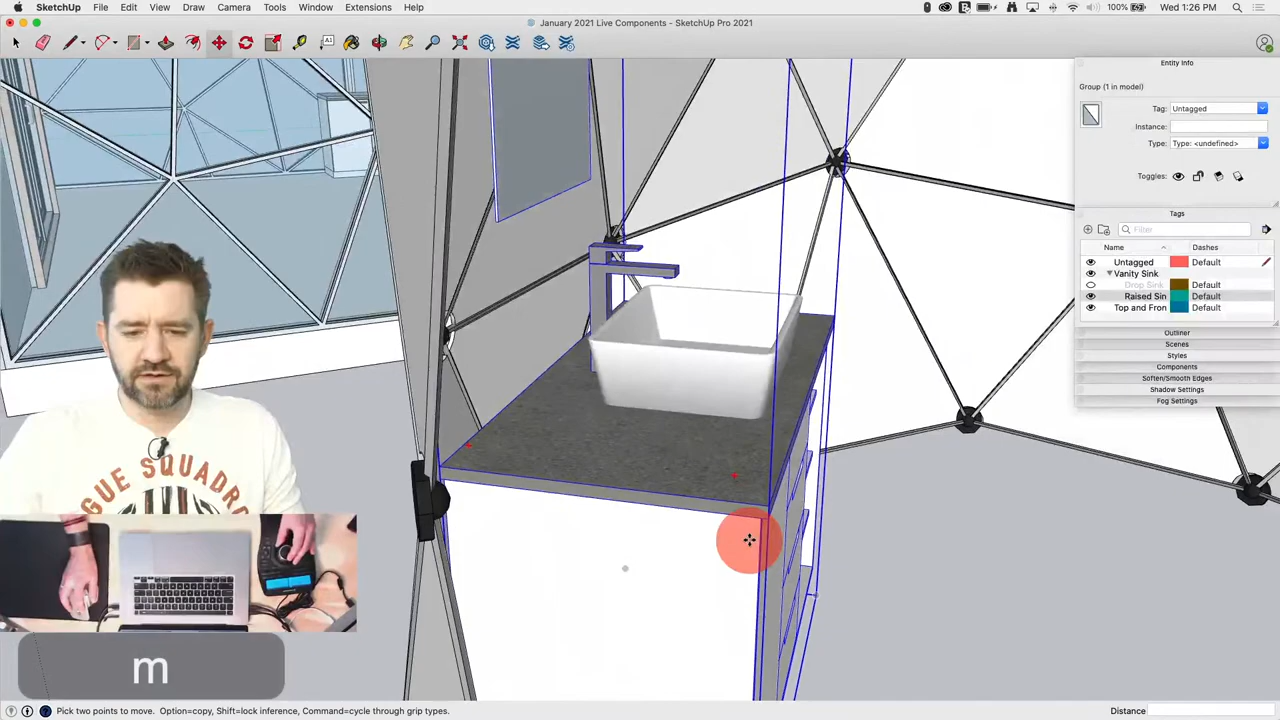 SketchUp File Edit View Camera Draw Tools Window Extensions Help
100% Wed 1:26 PM
January 2021 Live Components - SketchUp Pro 2021
Entity Info
Group (1 in model)
Tag: Untagged
Instance:
Type: Type: <undefined>
Toggles:
Tags
Filter
Name Dashes
Untagged Default
Vanity Sink
Drop Sink Default
Raised Sin Default
Top and Fron Default
Outliner
Scenes
Styles
Components
Soften/Smooth Edges
Shadow Settings
Fog Settings
GUE SQUADRO
m
Pick two points to move. Option=copy, Shift=lock inference, Command=cycle through grip types.
Distance